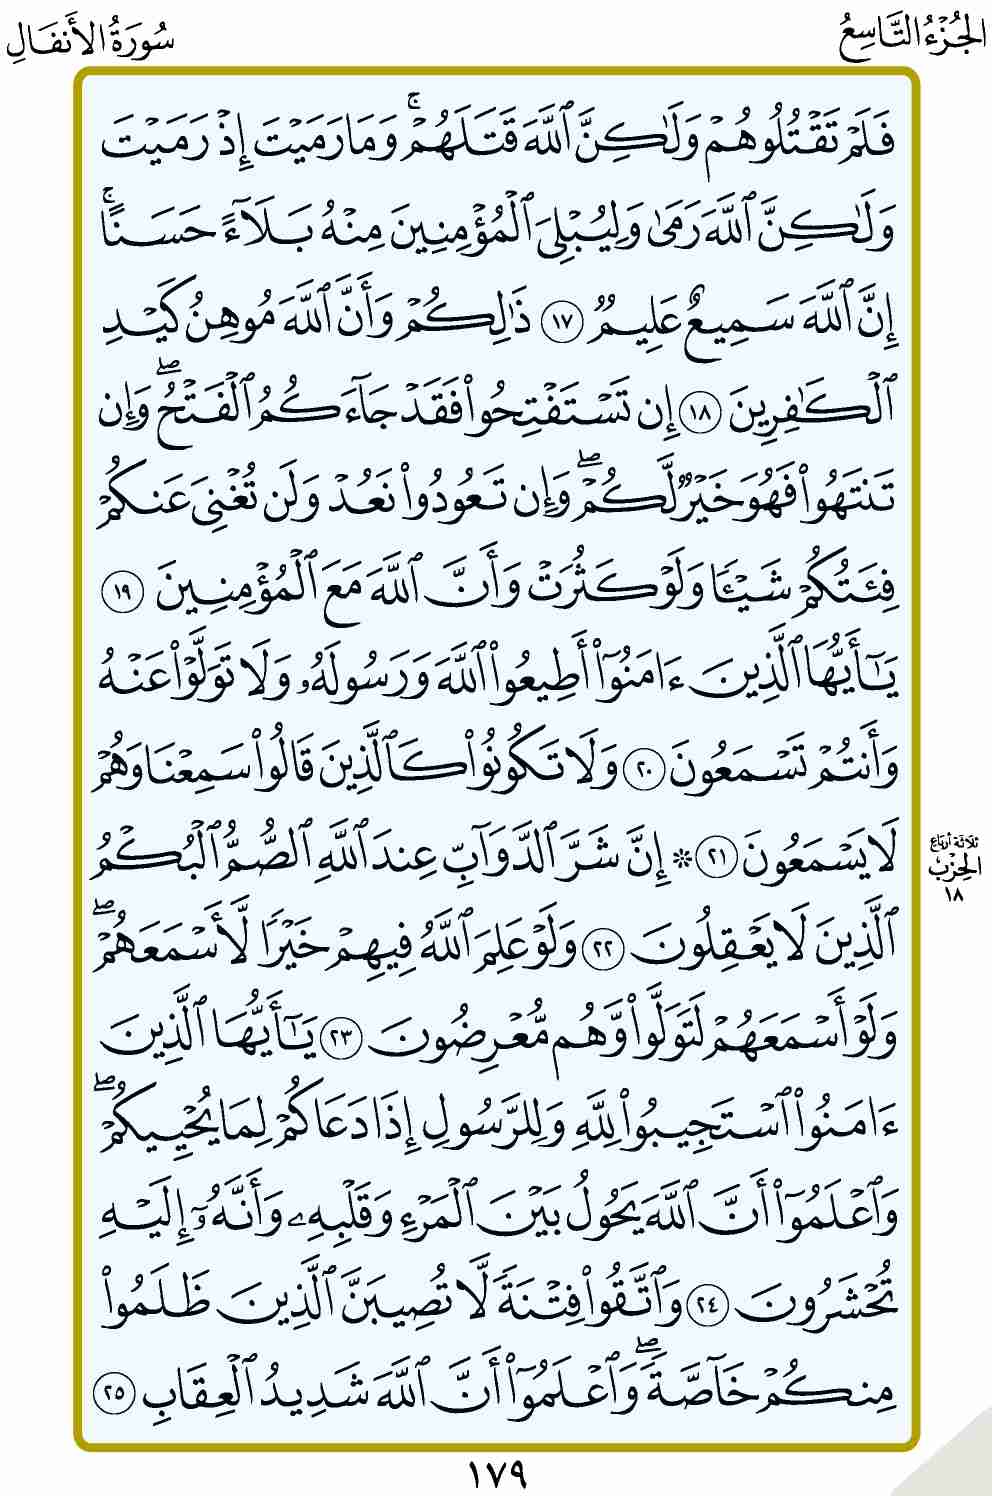 الجُزْءُ التَّاسِعُ
سُورَةُ الأَنفَالِ
فَلَمْ تَقْتُلُوهُمْ وَلَٰكِنَّ ٱللَّهَ قَتَلَهُمْۚ وَمَا رَمَيْتَ إِذْ رَمَيْتَ
وَلَٰكِنَّ ٱللَّهَ رَمَىٰ وَلِيُبْلِىَ ٱلْمُؤْمِنِينَ مِنْهُ بَلَآءً حَسَنًاۚ
إِنَّ ٱللَّهَ سَمِيعٌ عَلِيمٌ ١٧ ذَٰلِكُمْ وَأَنَّ ٱللَّهَ مُوهِنُ كَيْدِ
ٱلْكَٰفِرِينَ ١٨ إِن تَسْتَفْتِحُوا۟ فَقَدْ جَآءَكُمُ ٱلْفَتْحُۖ وَإِن
تَنتَهُوا۟ فَهُوَ خَيْرٌ لَّكُمْۖ وَإِن تَعُودُوا۟ نَعُدْ وَلَن تُغْنِىَ عَنكُمْ
فِئَتُكُمْ شَيْـًٔا وَلَوْ كَثُرَتْ وَأَنَّ ٱللَّهَ مَعَ ٱلْمُؤْمِنِينَ ١٩
يَٰٓأَيُّهَا ٱلَّذِينَ ءَامَنُوٓا۟ أَطِيعُوا۟ ٱللَّهَ وَرَسُولَهُۥ وَلَا تَوَلَّوْا۟ عَنْهُ
وَأَنتُمْ تَسْمَعُونَ ٢٠ وَلَا تَكُونُوا۟ كَٱلَّذِينَ قَالُوا۟ سَمِعْنَا وَهُمْ
لَا يَسْمَعُونَ ٢١ ۞ إِنَّ شَرَّ ٱلدَّوَآبِّ عِندَ ٱللَّهِ ٱلصُّمُّ ٱلْبُكْمُ
ثلاثة أرباع
الحِزْب
١٨
ٱلَّذِينَ لَا يَعْقِلُونَ ٢٢ وَلَوْ عَلِمَ ٱللَّهُ فِيهِمْ خَيْرًا لَّأَسْمَعَهُمْۖ
وَلَوْ أَسْمَعَهُمْ لَتَوَلَّوا۟ وَّهُم مُّعْرِضُونَ ٢٣ يَٰٓأَيُّهَا ٱلَّذِينَ
ءَامَنُوا۟ ٱسْتَجِيبُوا۟ لِلَّهِ وَلِلرَّسُولِ إِذَا دَعَاكُمْ لِمَا يُحْيِيكُمْۖ
وَٱعْلَمُوٓا۟ أَنَّ ٱللَّهَ يَحُولُ بَيْنَ ٱلْمَرْءِ وَقَلْبِهِۦ وَأَنَّهُۥٓ إِلَيْهِ
تُحْشَرُونَ ٢٤ وَٱتَّقُوا۟ فِتْنَةً لَّا تُصِيبَنَّ ٱلَّذِينَ ظَلَمُوا۟
مِنكُمْ خَآصَّةًۖ وَٱعْلَمُوٓا۟ أَنَّ ٱللَّهَ شَدِيدُ ٱلْعِقَابِ ٢٥
١٧٩